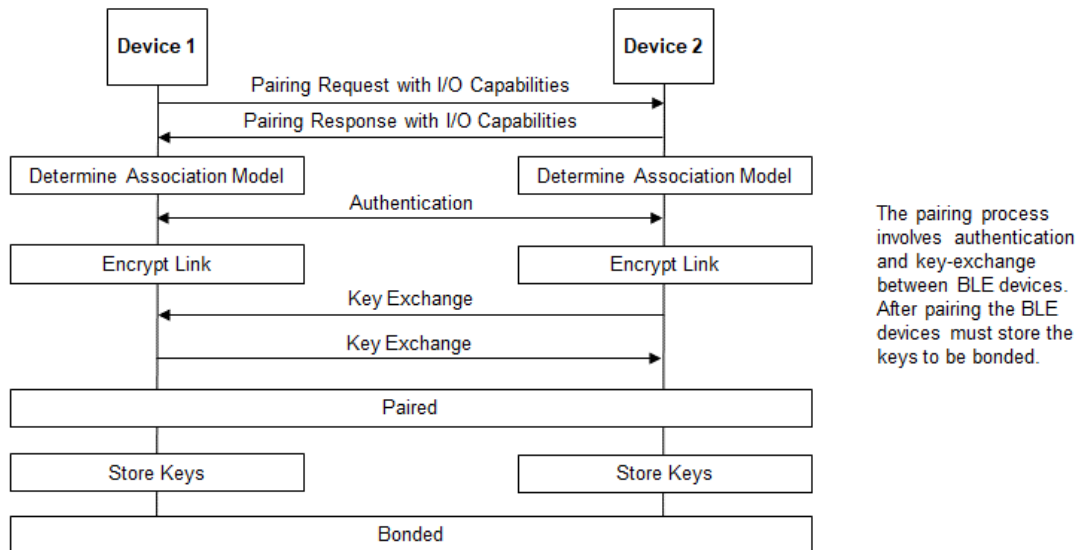 Device 1
Device 2
Pairing Request with I/O Capabilities
Pairing Response with I/O Capabilities
Determine Association Model
Determine Association Model
Authentication
Encrypt Link
Encrypt Link
Key Exchange
Key Exchange
Paired
Store Keys
Store Keys
Bonded
The pairing process
involves authentication
and key-exchange
between BLE devices.
After pairing the BLE
devices must store the
keys to be bonded.